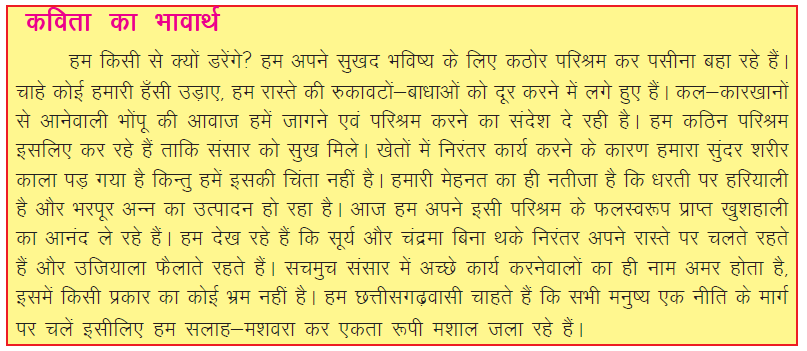 कविता का भावार्थ
हम किसी से क्यों डरेंगे? हम अपने सुखद भविष्य के लिए कठोर परिश्रम कर पसीना बहा रहे हैं।
चाहे कोई हमारी हँसी उड़ाए, हम रास्ते की रुकावटों–बाधाओं को दूर करने में लगे हुए हैं। कल–कारखानों
से आनेवाली भोंपू की आवाज हमें जागने एवं परिश्रम करने का संदेश दे रही है। हम कठिन परिश्रम
इसलिए कर रहे हैं ताकि संसार को सुख मिले। खेतों में निरंतर कार्य करने के कारण हमारा सुंदर शरीर
काला पड़ गया है किन्तु हमें इसकी चिंता नहीं है। हमारी मेहनत का ही नतीजा है कि धरती पर हरियाली
है और भरपूर अन्न का उत्पादन हो रहा है। आज हम अपने इसी परिश्रम के फलस्वरूप प्राप्त खुशहाली
का आनंद ले रहे हैं। हम देख रहे हैं कि सूर्य और चंद्रमा बिना थके निरंतर अपने रास्ते पर चलते रहते
हैं और उजियाला फैलाते रहते हैं। सचमुच संसार में अच्छे कार्य करनेवालों का ही नाम अमर होता है,
इसमें किसी प्रकार का कोई भ्रम नहीं है। हम छत्तीसगढ़वासी चाहते हैं कि सभी मनुष्य एक नीति के मार्ग
पर चलें इसीलिए हम सलाह–मशवरा कर एकता रूपी मशाल जला रहे हैं।